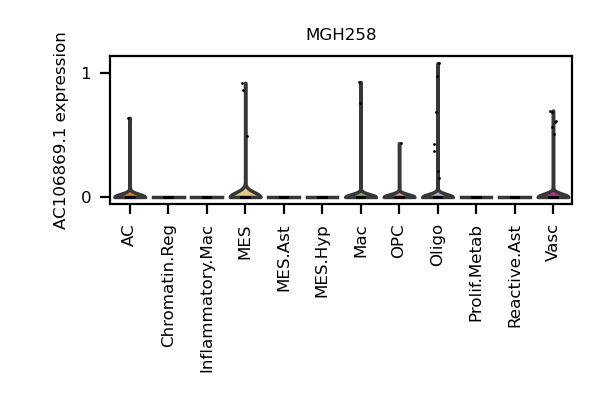 MGH258
AC106869.1 expression
1
0
AC
Chromatin.Reg
Inflammatory.Mac
MES
MES.Ast
MES.Hyp
Mac
OPC
Oligo
Prolif.Metab
Reactive.Ast
Vasc